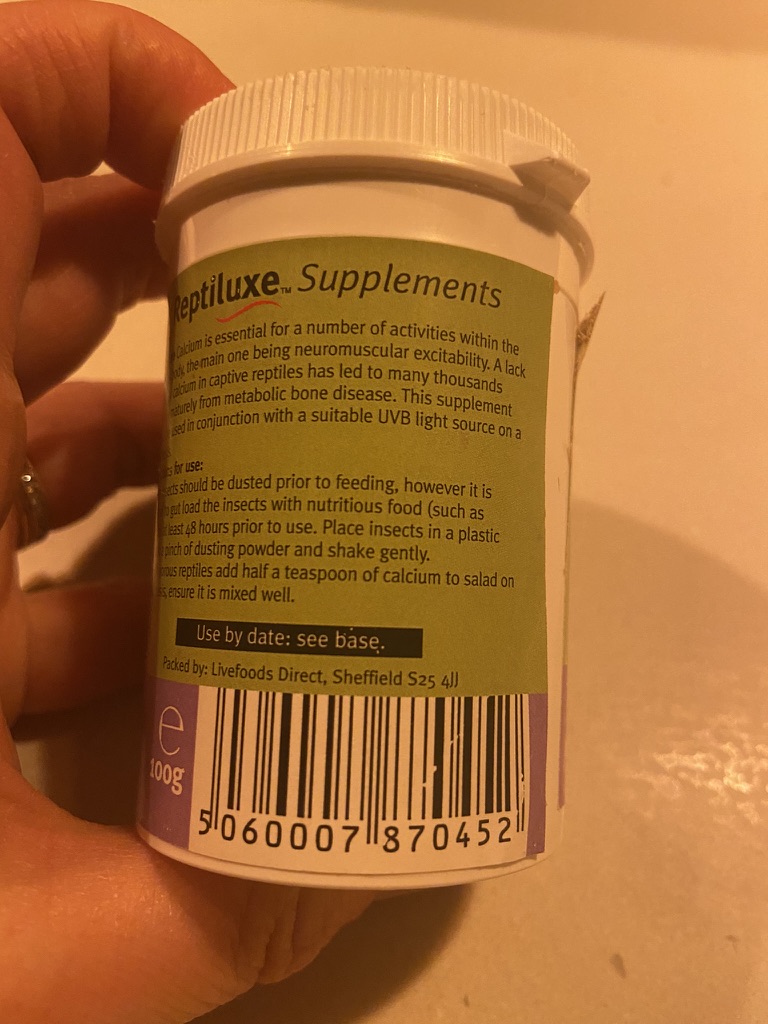 Reptiluxe™ Supplements
Calcium is essential for a number of activities within the
the main one being neuromuscular excitability. A lack
calcium in captive reptiles has led to many thousands
from metabolic bone disease. This supplement
used in conjunction with a suitable UVB light source on a
for use:
should be dusted prior to feeding, however it is
gut load the insects with nutritious food (such as
least 48 hours prior to use. Place insects in a plastic
pinch of dusting powder and shake gently.
reptiles add half a teaspoon of calcium to salad on
ensure it is mixed well.
Use by date: see base.
Packed by: Livefoods Direct, Sheffield S25 4JJ
e
100g
5 060007 870452